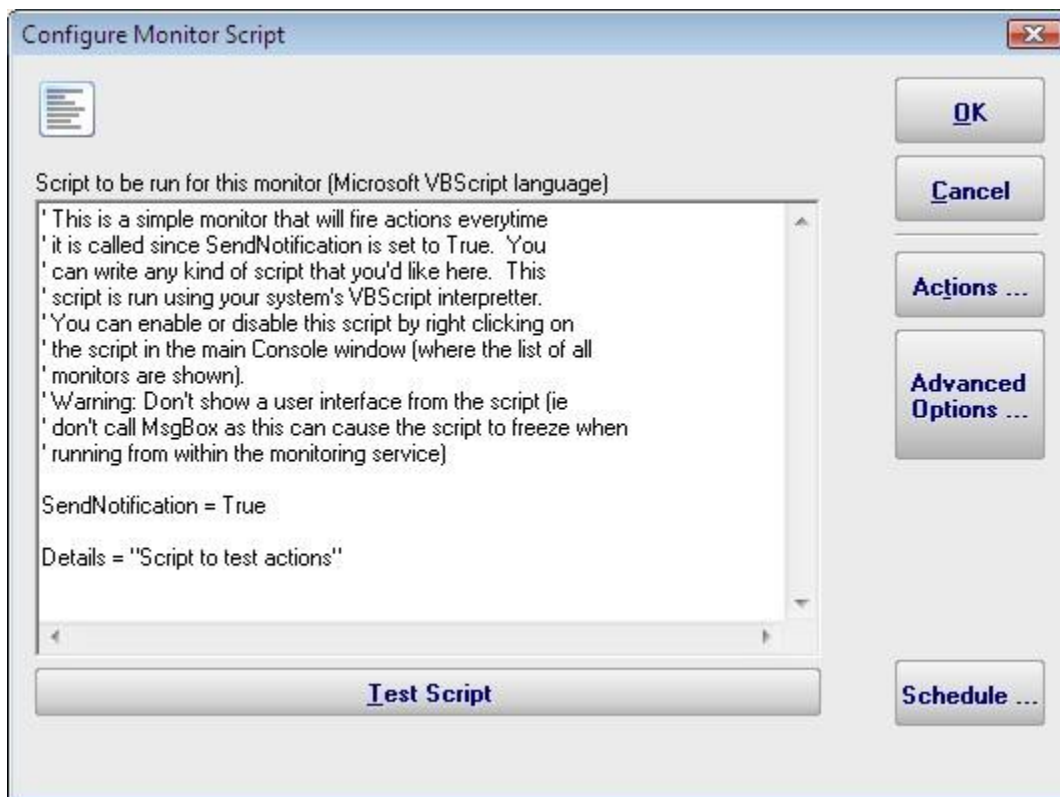 Configure Monitor Script
OK
Script to be run for this monitor (Microsoft VBScript language)
Cancel
' This is a simple monitor that will fire actions everytime
' it is called since SendNotification is set to True.  You
' can write any kind of script that you'd like here.  This
' script is run using your system's VBScript interpretter.
' You can enable or disable this script by right clicking on
' the script in the main Console window (where the list of all
' monitors are shown).
' Warning: Don't show a user interface from the script (ie
' don't call MsgBox as this can cause the script to freeze when
' running from within the monitoring service)
SendNotification = True
Details = "Script to test actions"
Actions ...
Advanced
Options ...
Test Script
Schedule ...